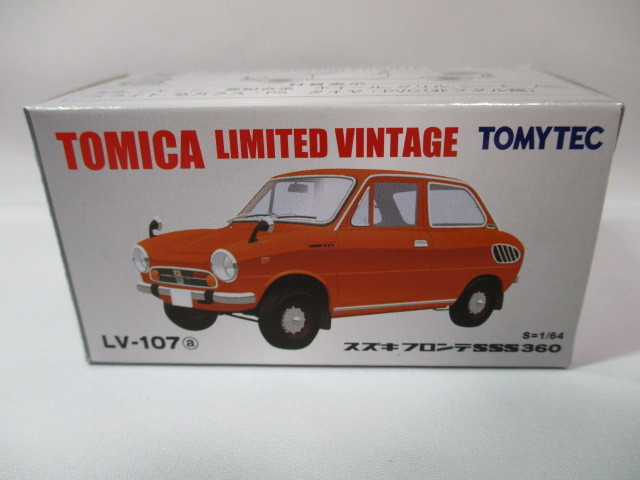 TOMICA LIMITED VINTAGE TOMYTEC
S=1/64
LV-107ⓐ スズキフロンテSSS360